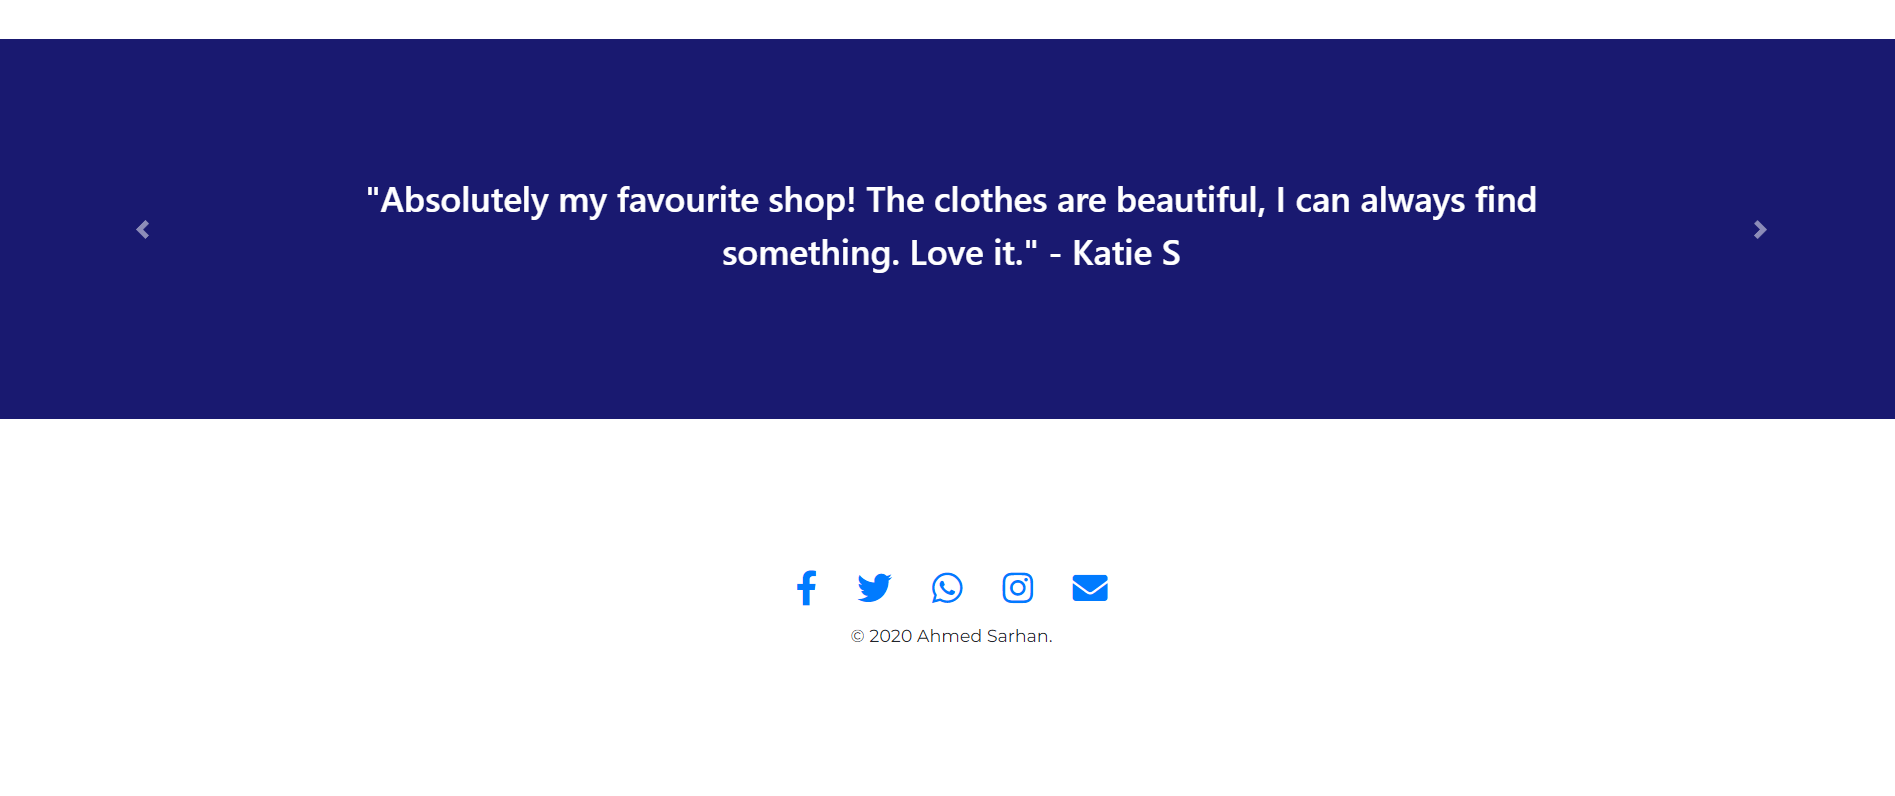 "Absolutely my favourite shop! The clothes are beautiful, I can always find
something. Love it." - Katie S
© 2020 Ahmed Sarhan.